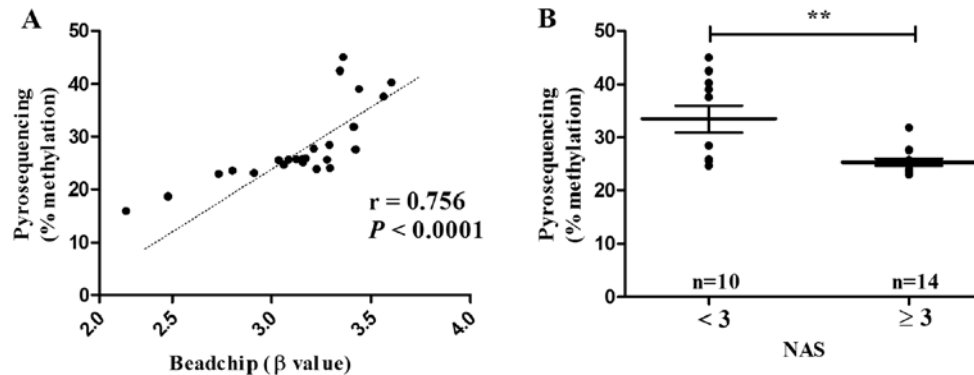 A
Pyrosequencing
(% methylation)
50
40
30
20
10
0
r = 0.756
P < 0.0001
2.0
2.5
3.0
3.5
4.0
Beadchip (β value)
B
**
Pyrosequencing
(% methylation)
50
40
30
20
10
0
n=10
n=14
< 3
≥ 3
NAS